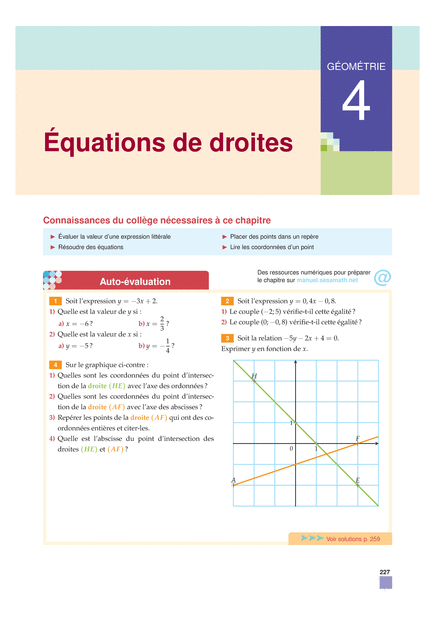 GÉOMÉTRIE
4
Équations de droites
Connaissances du collège nécessaires à ce chapitre
► Évaluer la valeur d'une expression littérale
► Résoudre des équations
► Placer des points dans un repère
► Lire les coordonnées d'un point
Auto-évaluation
Des ressources numériques pour préparer
le chapitre sur manuel.sesamath.net
@
1 Soit l'expression y = −3x + 2.
1) Quelle est la valeur de y si :
a) x = −6 ? b) x = 2/3 ?
2) Quelle est la valeur de x si :
a) y = −5 ? b) y = −1/4 ?
2 Soit l'expression y = 0,4x − 0,8.
1) Le couple (−2; 5) vérifie-t-il cette égalité ?
2) Le couple (0; −0,8) vérifie-t-il cette égalité ?
3 Soit la relation −5y − 2x + 4 = 0.
Exprimer y en fonction de x.
4 Sur le graphique ci-contre :
1) Quelles sont les coordonnées du point d'intersec-
tion de la droite (HE) avec l'axe des ordonnées ?
2) Quelles sont les coordonnées du point d'intersec-
tion de la droite (AF) avec l'axe des abscisses ?
3) Repérer les points de la droite (AF) qui ont des co-
ordonnées entières et citer-les.
4) Quelle est l'abscisse du point d'intersection des
droites (HE) et (AF) ?
H
1
F
0 1
A
E
Voir solutions p. 259
227